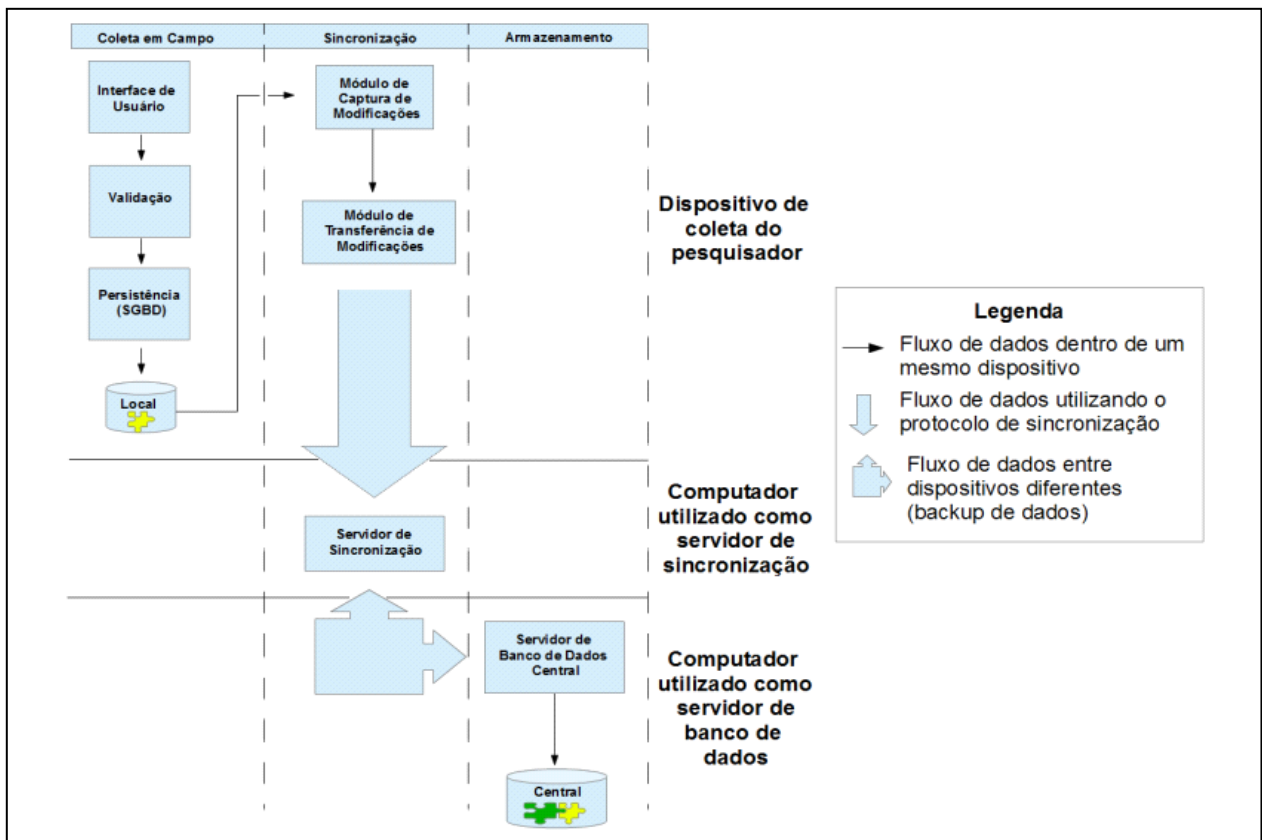 Coleta em Campo
Sincronização
Armazenamento
Interface de
Usuário
Validação
Persistência
(SGBD)
Local
Módulo de
Captura de
Modificações
Módulo de
Transferência de
Modificações
Dispositivo de
coleta do
pesquisador
Servidor de
Sincronização
Computador
utilizado como
servidor de
sincronização
Servidor de
Banco de Dados
Central
Central
Computador
utilizado como
servidor de
banco de
dados
Legenda
Fluxo de dados dentro de um
mesmo dispositivo
Fluxo de dados utilizando o
protocolo de sincronização
Fluxo de dados entre
dispositivos diferentes
(backup de dados)